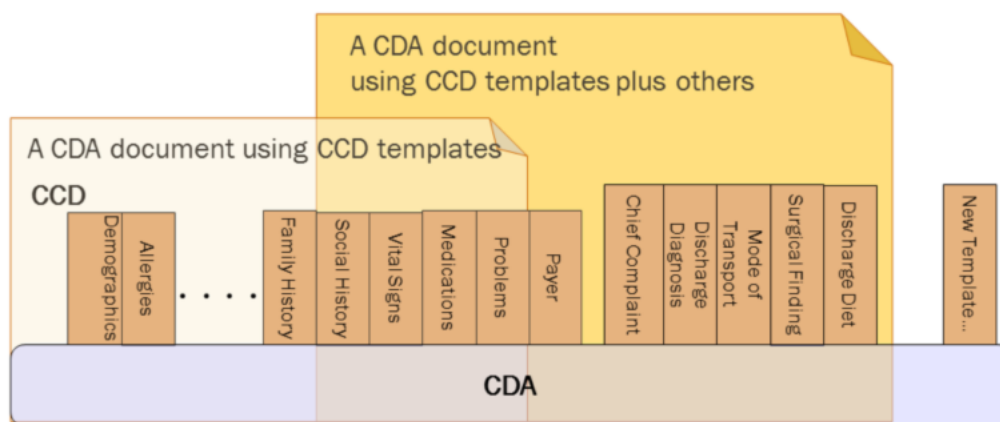 A CDA document
using CCD templates plus others
A CDA document using CCD templates
CCD
Demographics
Allergies
. . . .
Family History
Social History
Vital Signs
Medications
Problems
Payer
Chief Complaint
Discharge
Diagnosis
Mode of
Transport
Surgical Finding
Discharge Diet
New Template...
CDA